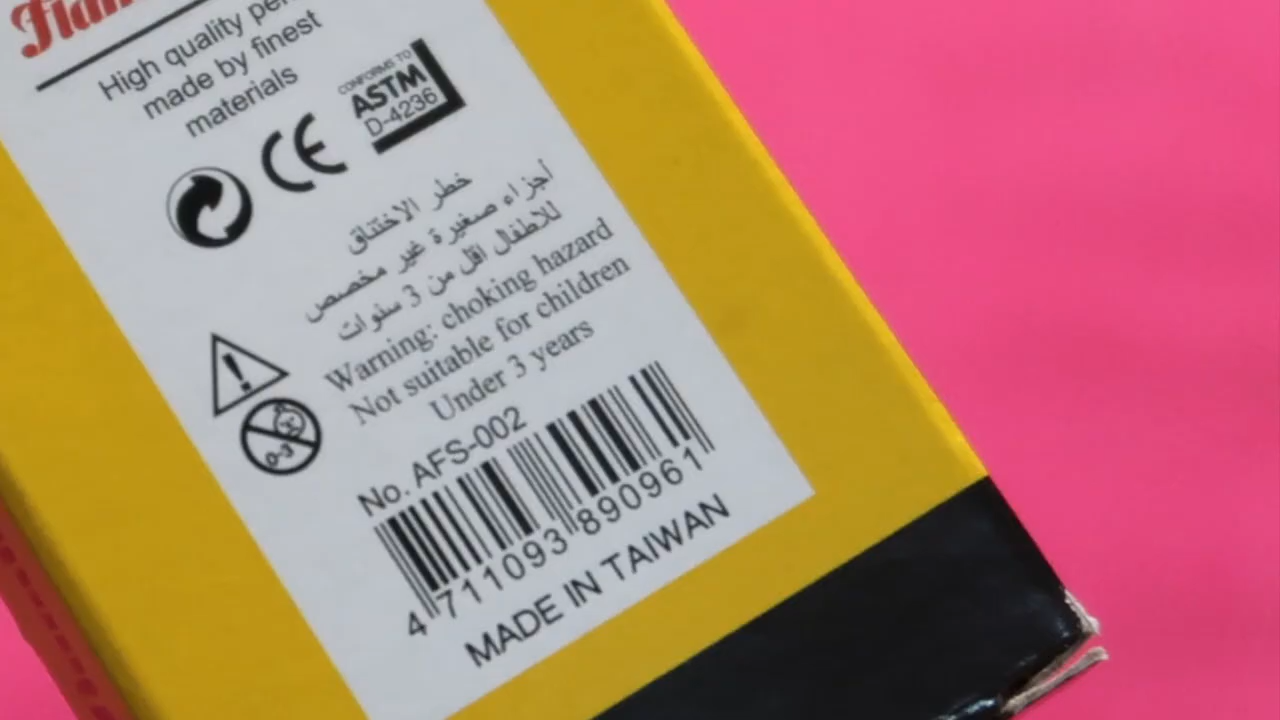 High quality
made by finest
materials
CE
CONFORMS TO
ASTM
D-4236
خطر الاختناق
أجزاء صغيرة غير مخصص
للاطفال اقل من 3 سنوات
Warning: choking hazard
Not suitable for children
Under 3 years
0-3
No. AFS-002
4 711093 890961
MADE IN TAIWAN